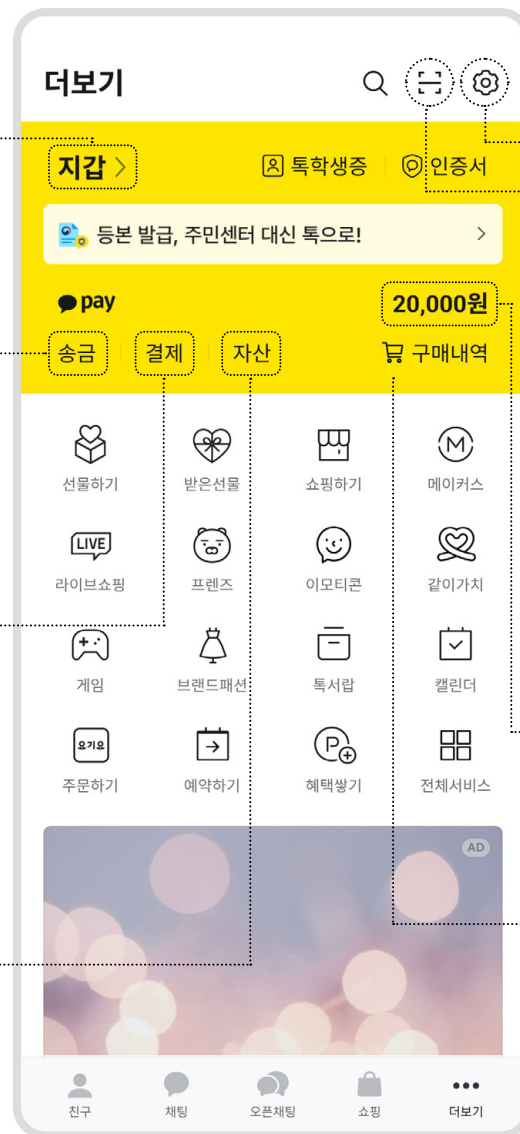 더보기
지갑 톡학생증 인증서
등본 발급, 주민센터 대신 톡으로!
pay 20,000원
송금 결제 자산 구매내역
선물하기 받은선물 쇼핑하기 메이커스
LIVE
라이브쇼핑 프렌즈 이모티콘 같이가치
게임 브랜드패션 톡서랍 캘린더
요기요
주문하기 예약하기 혜택쌓기 전체서비스
AD
친구 채팅 오픈채팅 쇼핑 더보기